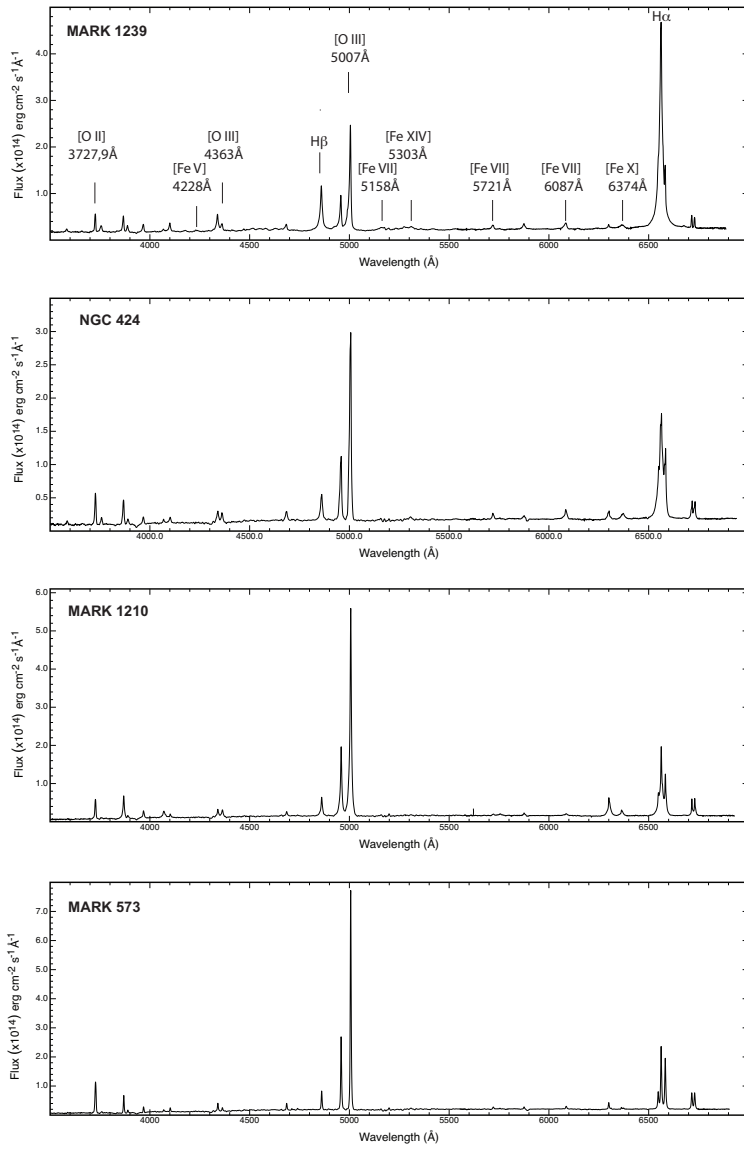 MARK 1239
Hα
[O III]
5007Å
[O II]
3727,9Å
[Fe V]
4228Å
[O III]
4363Å
Hβ
[Fe VII]
5158Å
[Fe XIV]
5303Å
[Fe VII]
5721Å
[Fe VII]
6087Å
[Fe X]
6374Å
Flux (x10¹⁴) erg cm⁻² s⁻¹Å⁻¹
4.0
3.0
2.0
1.0
4000 4500 5000 5500 6000 6500
Wavelength (Å)
NGC 424
Flux (x10¹⁴) erg cm⁻² s⁻¹Å⁻¹
3.0
2.5
2.0
1.5
1.0
0.5
4000.0 4500.0 5000.0 5500.0 6000.0 6500.0
Wavelength (Å)
MARK 1210
Flux (x10¹⁴) erg cm⁻² s⁻¹Å⁻¹
6.0
5.0
4.0
3.0
2.0
1.0
4000 4500 5000 5500 6000 6500
Wavelength (Å)
MARK 573
Flux (x10¹⁴) erg cm⁻² s⁻¹Å⁻¹
7.0
6.0
5.0
4.0
3.0
2.0
1.0
4000 4500 5000 5500 6000 6500
Wavelength (Å)